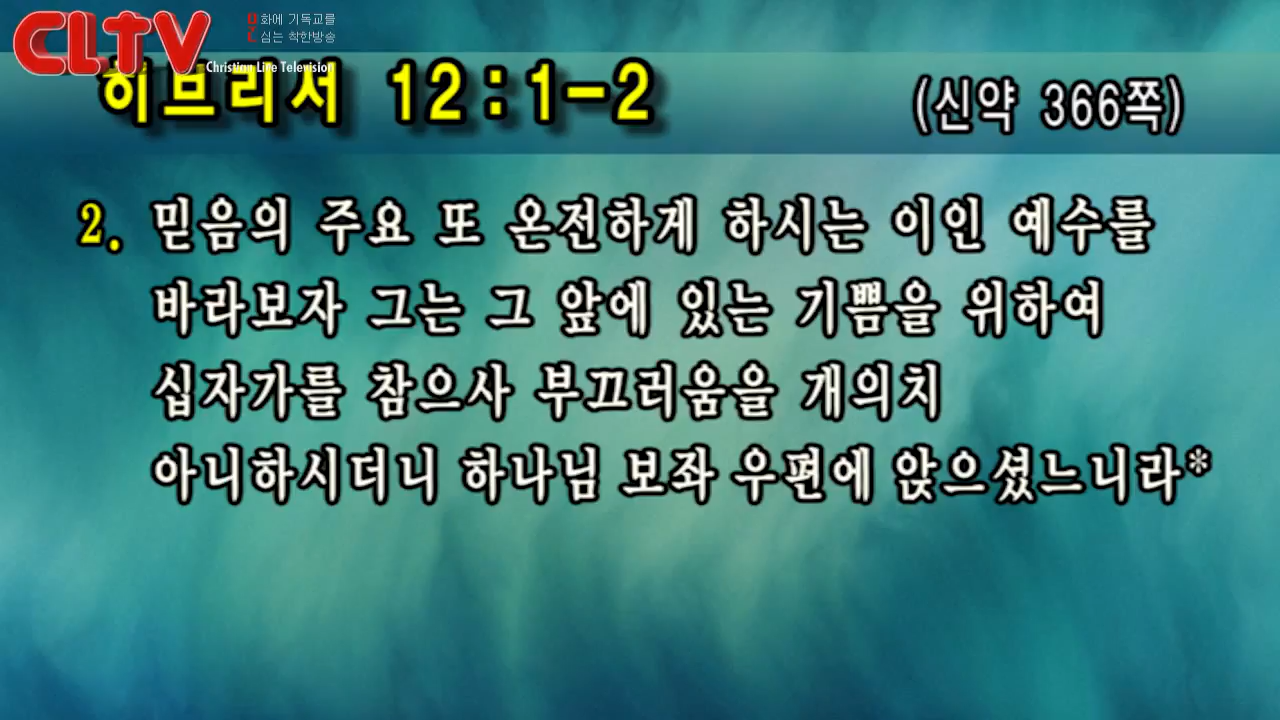 CLTV
문화에 기독교를
심는 착한방송
Christian Live Television
히브리서 12:1-2
(신약 366쪽)
2. 믿음의 주요 또 온전하게 하시는 이인 예수를
바라보자 그는 그 앞에 있는 기쁨을 위하여
십자가를 참으사 부끄러움을 개의치
아니하시더니 하나님 보좌 우편에 앉으셨느니라*